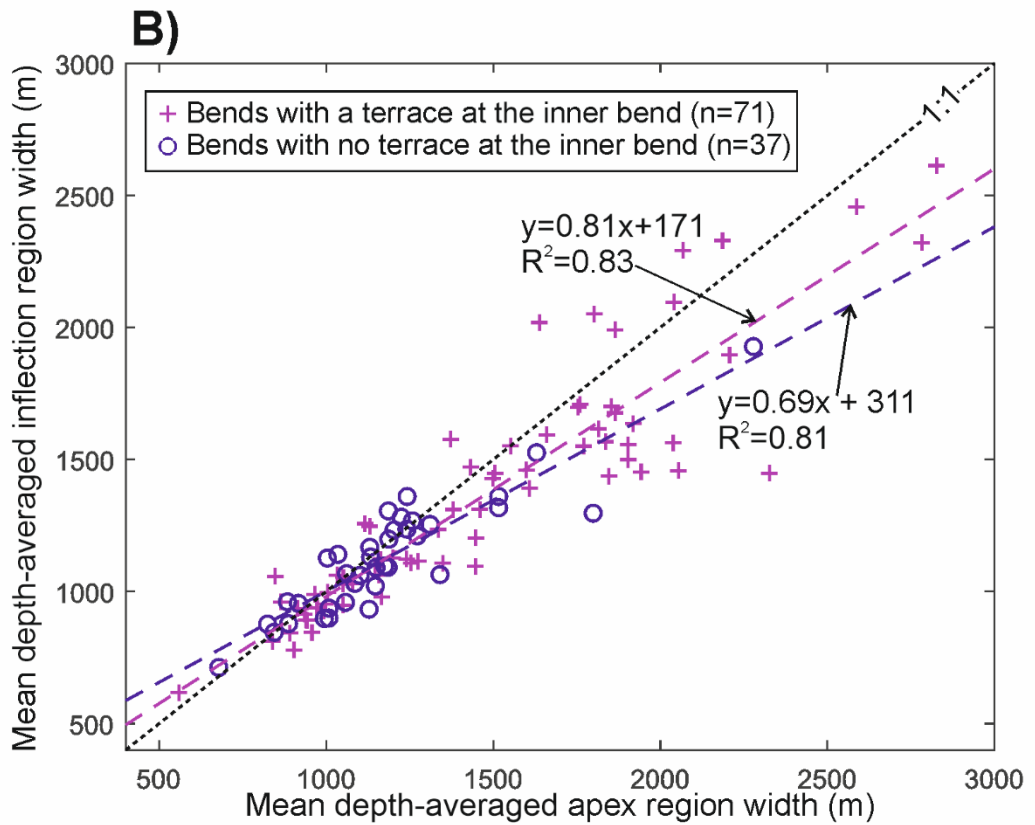 B)
3000
2500
2000
1500
1000
500
Mean depth-averaged inflection region width (m)
+ Bends with a terrace at the inner bend (n=71)
○ Bends with no terrace at the inner bend (n=37)
1:1
y=0.81x+171
R²=0.83
y=0.69x + 311
R²=0.81
500 1000 1500 2000 2500 3000
Mean depth-averaged apex region width (m)